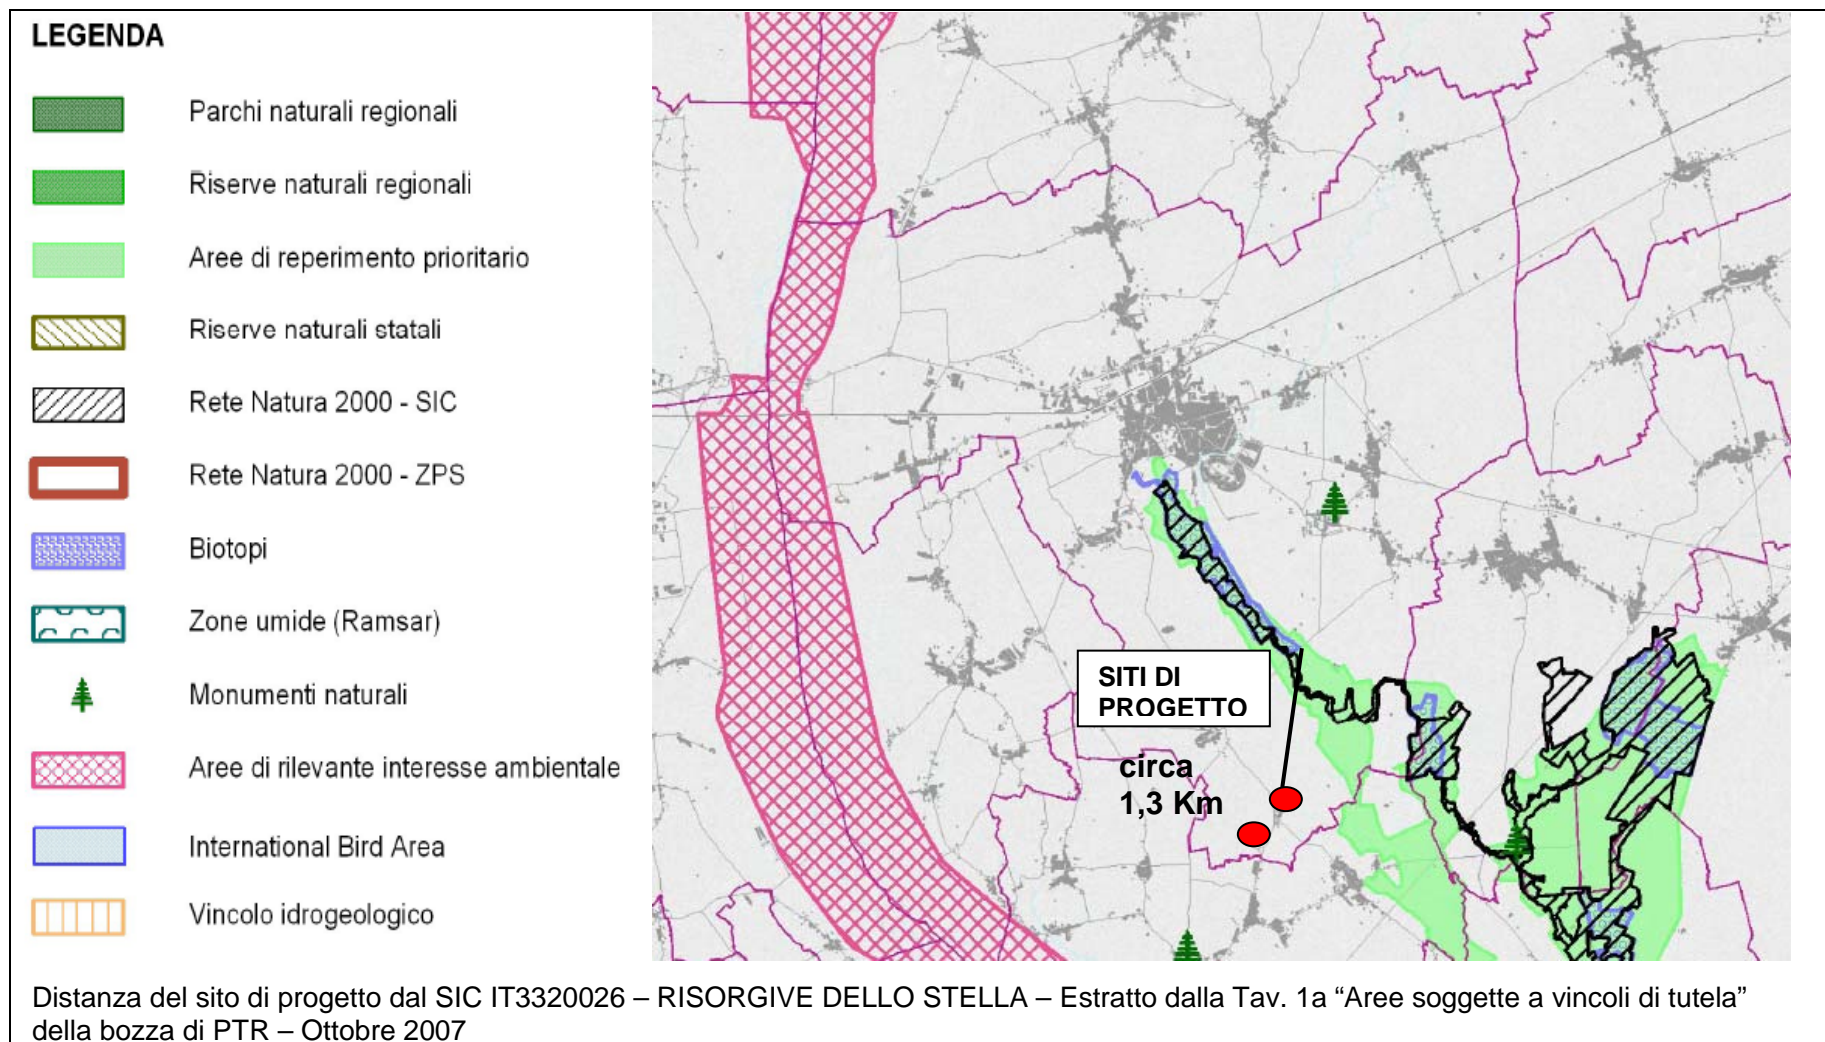 LEGENDA
Parchi naturali regionali
Riserve naturali regionali
Aree di reperimento prioritario
Riserve naturali statali
Rete Natura 2000 - SIC
Rete Natura 2000 - ZPS
Biotopi
Zone umide (Ramsar)
Monumenti naturali
Aree di rilevante interesse ambientale
International Bird Area
Vincolo idrogeologico
SITI DI
PROGETTO
circa
1,3 Km
Distanza del sito di progetto dal SIC IT3320026 – RISORGIVE DELLO STELLA – Estratto dalla Tav. 1a “Aree soggette a vincoli di tutela”
della bozza di PTR – Ottobre 2007